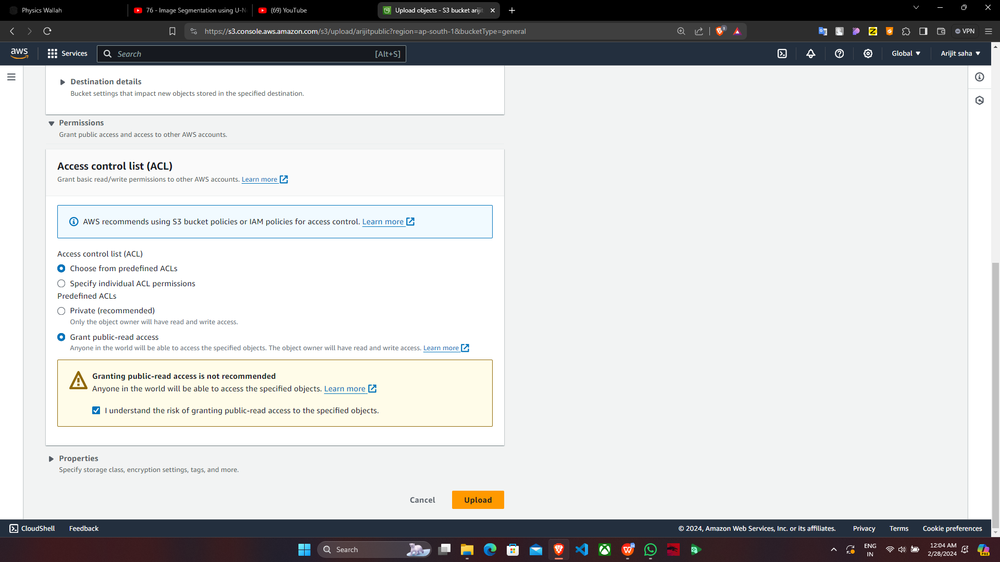 Physics Wallah
76 - Image Segmentation using U-N
(69) YouTube
Upload objects - S3 bucket arijit
https://s3.console.aws.amazon.com/s3/upload/arijitpublic?region=ap-south-1&bucketType=general
3
VPN
aws
Services
Search
[Alt+S]
Global
Arijit saha
Destination details
Bucket settings that impact new objects stored in the specified destination.
Permissions
Grant public access and access to other AWS accounts.
Access control list (ACL)
Grant basic read/write permissions to other AWS accounts. Learn more
AWS recommends using S3 bucket policies or IAM policies for access control. Learn more
Access control list (ACL)
Choose from predefined ACLs
Specify individual ACL permissions
Predefined ACLs
Private (recommended)
Only the object owner will have read and write access.
Grant public-read access
Anyone in the world will be able to access the specified objects. The object owner will have read and write access. Learn more
Granting public-read access is not recommended
Anyone in the world will be able to access the specified objects. Learn more
I understand the risk of granting public-read access to the specified objects.
Properties
Specify storage class, encryption settings, tags, and more.
Cancel
Upload
CloudShell
Feedback
© 2024, Amazon Web Services, Inc. or its affiliates.
Privacy
Terms
Cookie preferences
Search
ENG
IN
12:04 AM
2/28/2024
PRE